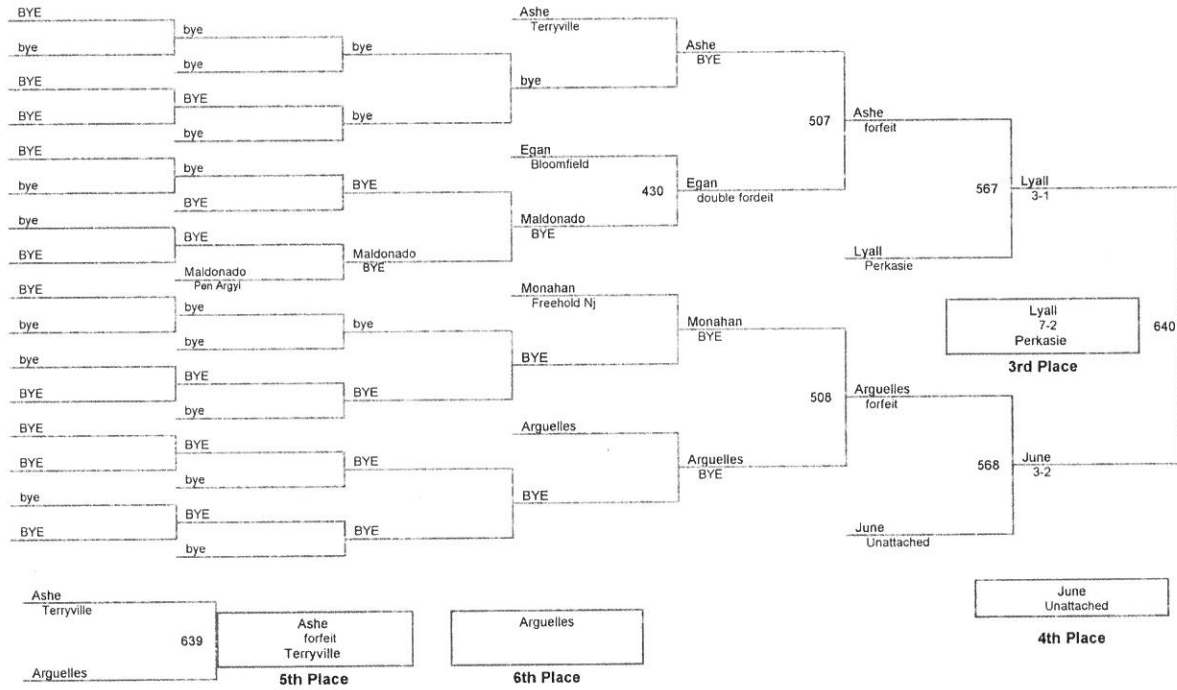 BYE
bye
BYE
BYE
BYE
bye
bye
BYE
BYE
bye
bye
BYE
BYE
BYE
bye
BYE
bye
bye
BYE
bye
bye
BYE
BYE
Maldonado
Pen Argyl
bye
bye
BYE
bye
BYE
bye
BYE
bye
bye
bye
BYE
Maldonado
BYE
bye
BYE
BYE
BYE
Ashe
Terryville
bye
Egan
Bloomfield
430
Maldonado
BYE
Monahan
Freehold Nj
BYE
Arguelles
BYE
Ashe
BYE
507
Egan
double fordeit
Monahan
BYE
508
Arguelles
BYE
Ashe
forfeit
567
Lyall
Perkasie
Arguelles
forfeit
568
June
Unattached
Lyall
3-1
Lyall
7-2
Perkasie
640
3rd Place
June
3-2
June
Unattached
4th Place
Ashe
Terryville
639
Arguelles
Ashe
forfeit
Terryville
5th Place
Arguelles
6th Place